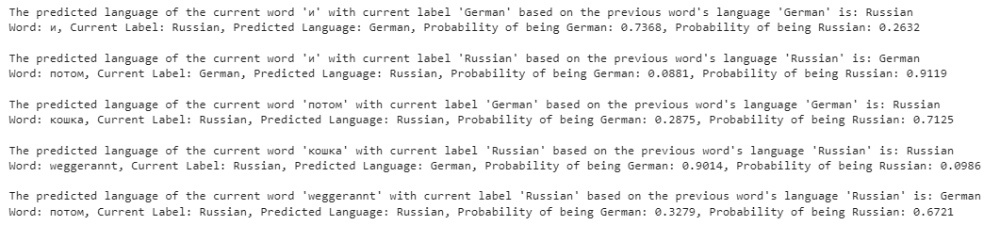 The predicted language of the current word 'и' with current label 'German' based on the previous word's language 'German' is: Russian
Word: и, Current Label: Russian, Predicted Language: German, Probability of being German: 0.7368, Probability of being Russian: 0.2632
The predicted language of the current word 'и' with current label 'Russian' based on the previous word's language 'Russian' is: German
Word: потом, Current Label: German, Predicted Language: Russian, Probability of being German: 0.0881, Probability of being Russian: 0.9119
The predicted language of the current word 'потом' with current label 'German' based on the previous word's language 'German' is: Russian
Word: кошка, Current Label: Russian, Predicted Language: Russian, Probability of being German: 0.2875, Probability of being Russian: 0.7125
The predicted language of the current word 'кошка' with current label 'Russian' based on the previous word's language 'Russian' is: Russian
Word: weggerannt, Current Label: Russian, Predicted Language: German, Probability of being German: 0.9014, Probability of being Russian: 0.0986
The predicted language of the current word 'weggerannt' with current label 'Russian' based on the previous word's language 'Russian' is: German
Word: потом, Current Label: Russian, Predicted Language: Russian, Probability of being German: 0.3279, Probability of being Russian: 0.6721